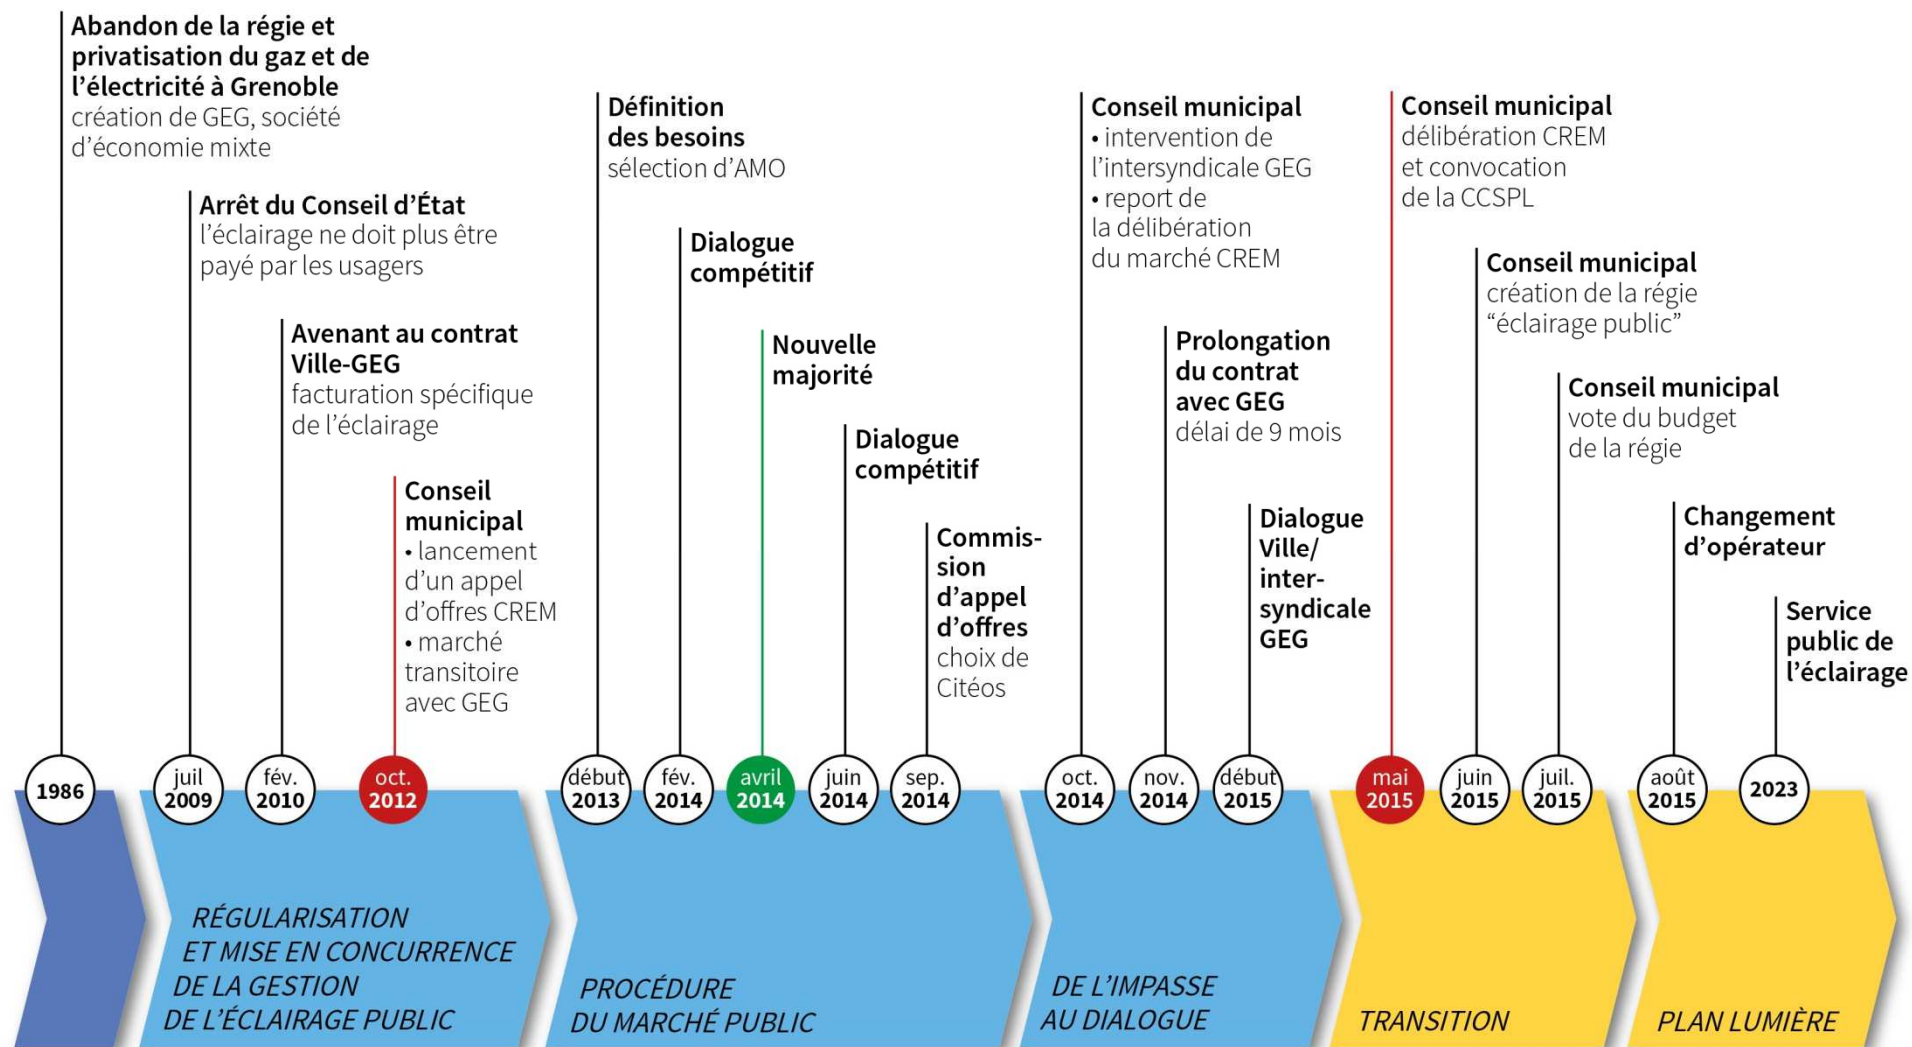 Abandon de la régie et
privatisation du gaz et de
l’électricité à Grenoble
création de GEG, société
d’économie mixte
Arrêt du Conseil d’État
l’éclairage ne doit plus être
payé par les usagers
Avenant au contrat
Ville-GEG
facturation spécifique
de l’éclairage
Conseil
municipal
• lancement
d’un appel
d’offres CREM
• marché
transitoire
avec GEG
Définition
des besoins
sélection d’AMO
Dialogue
compétitif
Nouvelle
majorité
Dialogue
compétitif
Commis-
sion
d’appel
d’offres
choix de
Citéos
Conseil municipal
• intervention de
l’intersyndicale GEG
• report de
la délibération
du marché CREM
Prolongation
du contrat
avec GEG
délai de 9 mois
Dialogue
Ville/
inter-
syndicale
GEG
Conseil municipal
délibération CREM
et convocation
de la CCSPL
Conseil municipal
création de la régie
“éclairage public”
Conseil municipal
vote du budget
de la régie
Changement
d’opérateur
Service
public de
l’éclairage
1986
juil
2009
fév.
2010
oct.
2012
début
2013
fév.
2014
avril
2014
juin
2014
sep.
2014
oct.
2014
nov.
2014
début
2015
mai
2015
juin
2015
juil.
2015
août
2015
2023
RÉGULARISATION
ET MISE EN CONCURRENCE
DE LA GESTION
DE L’ÉCLAIRAGE PUBLIC
PROCÉDURE
DU MARCHÉ PUBLIC
DE L’IMPASSE
AU DIALOGUE
TRANSITION
PLAN LUMIÈRE